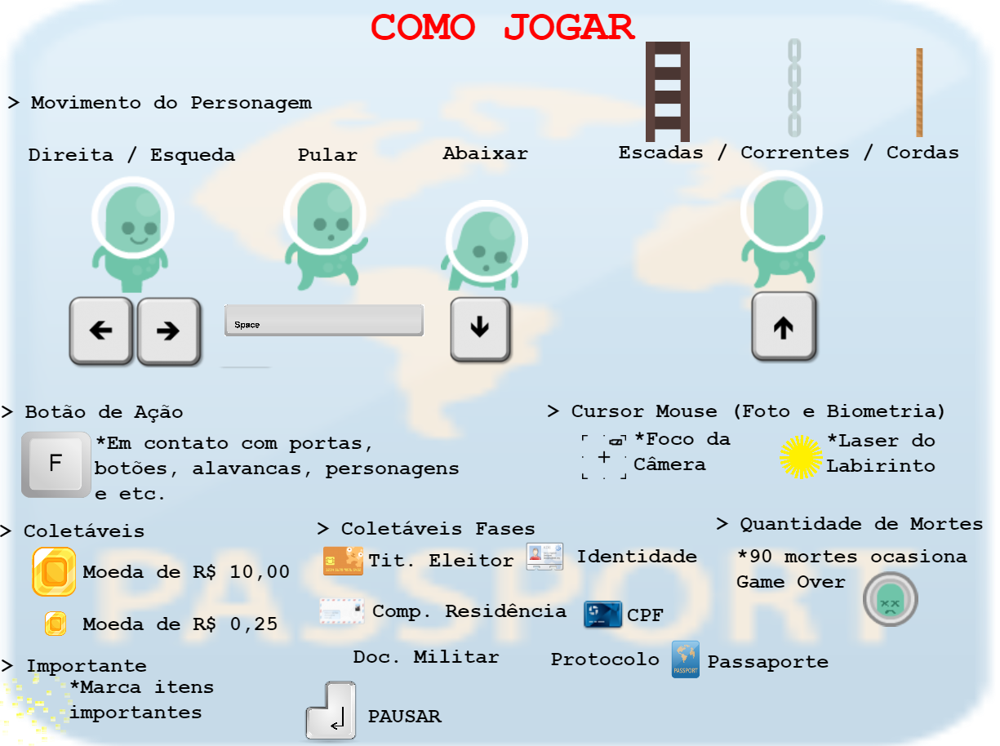 COMO JOGAR
> Movimento do Personagem
Direita / Esqueda
Pular
Abaixar
Escadas / Correntes / Cordas
Space
> Botão de Ação
F
*Em contato com portas,
botões, alavancas, personagens
e etc.
> Cursor Mouse (Foto e Biometria)
*Foco da
Câmera
*Laser do
Labirinto
> Coletáveis
Moeda de R$ 10,00
Moeda de R$ 0,25
> Coletáveis Fases
Tit. Eleitor
Identidade
Comp. Residência
CPF
Doc. Militar
Protocolo
PASSPORT
Passaporte
> Quantidade de Mortes
*90 mortes ocasiona
Game Over
> Importante
*Marca itens
importantes
PAUSAR
PASSPORT